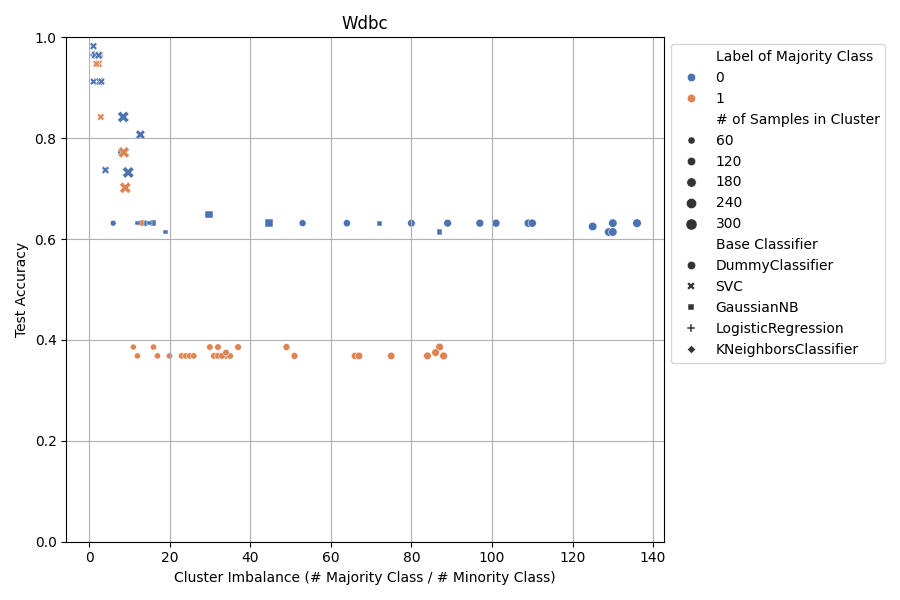 Wdbc
Test Accuracy
1.0
0.8
0.6
0.4
0.2
0.0
0
20
40
60
80
100
120
140
Cluster Imbalance (# Majority Class / # Minority Class)
Label of Majority Class
0
1
# of Samples in Cluster
60
120
180
240
300
Base Classifier
DummyClassifier
SVC
GaussianNB
LogisticRegression
KNeighborsClassifier